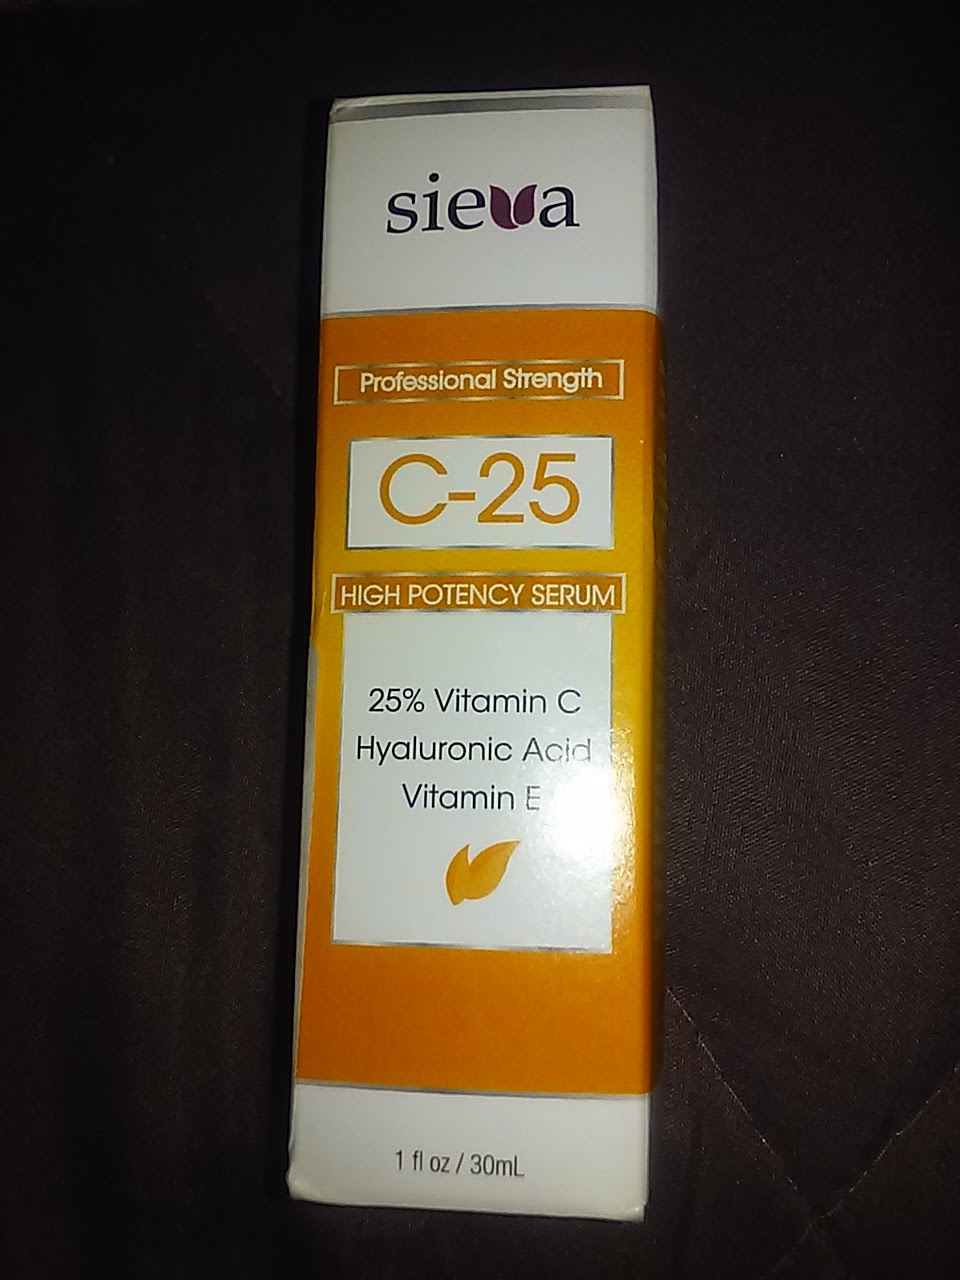 sieva
Professional Strength
C-25
HIGH POTENCY SERUM
25% Vitamin C
Hyaluronic Acid
Vitamin E
1 fl oz / 30mL